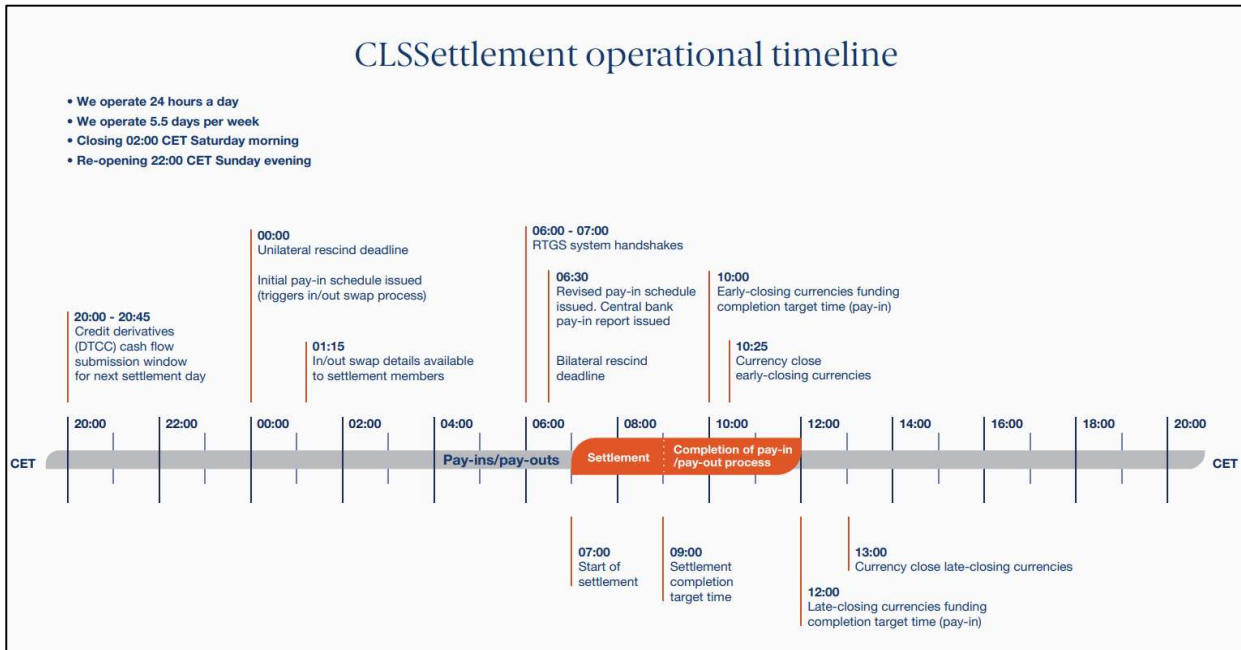 CLSSettlement operational timeline
• We operate 24 hours a day
• We operate 5.5 days per week
• Closing 02:00 CET Saturday morning
• Re-opening 22:00 CET Sunday evening
20:00 - 20:45
Credit derivatives
(DTCC) cash flow
submission window
for next settlement day
00:00
Unilateral rescind deadline
Initial pay-in schedule issued
(triggers in/out swap process)
01:15
In/out swap details available
to settlement members
06:00 - 07:00
RTGS system handshakes
06:30
Revised pay-in schedule
issued. Central bank
pay-in report issued
Bilateral rescind
deadline
10:00
Early-closing currencies funding
completion target time (pay-in)
10:25
Currency close
early-closing currencies
20:00 22:00 00:00 02:00 04:00 06:00 08:00 10:00 12:00 14:00 16:00 18:00 20:00
CET
Pay-ins/pay-outs
Settlement
Completion of pay-in
/pay-out process
CET
07:00
Start of
settlement
09:00
Settlement
completion
target time
13:00
Currency close late-closing currencies
12:00
Late-closing currencies funding
completion target time (pay-in)